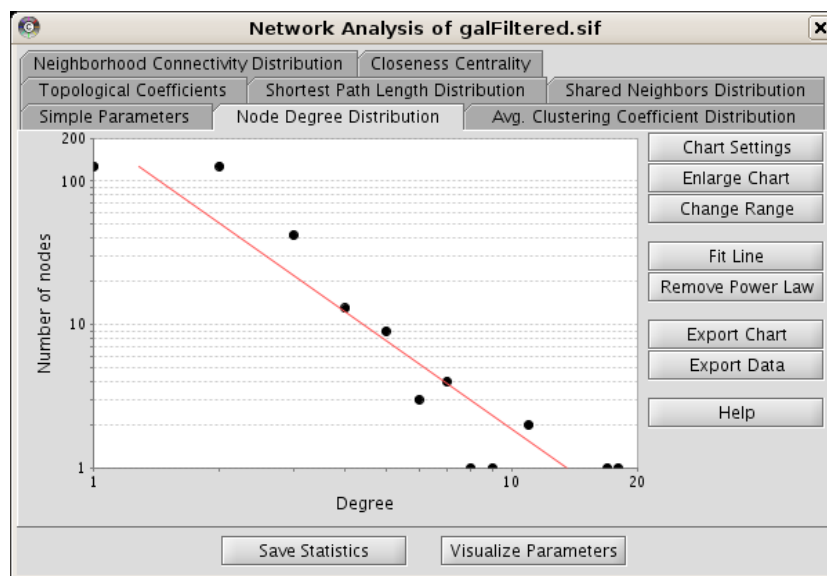 Network Analysis of galFiltered.sif
Neighborhood Connectivity Distribution
Closeness Centrality
Topological Coefficients
Shortest Path Length Distribution
Shared Neighbors Distribution
Simple Parameters
Node Degree Distribution
Avg. Clustering Coefficient Distribution
200
100
10
1
Number of nodes
1
10
20
Degree
Chart Settings
Enlarge Chart
Change Range
Fit Line
Remove Power Law
Export Chart
Export Data
Help
Save Statistics
Visualize Parameters